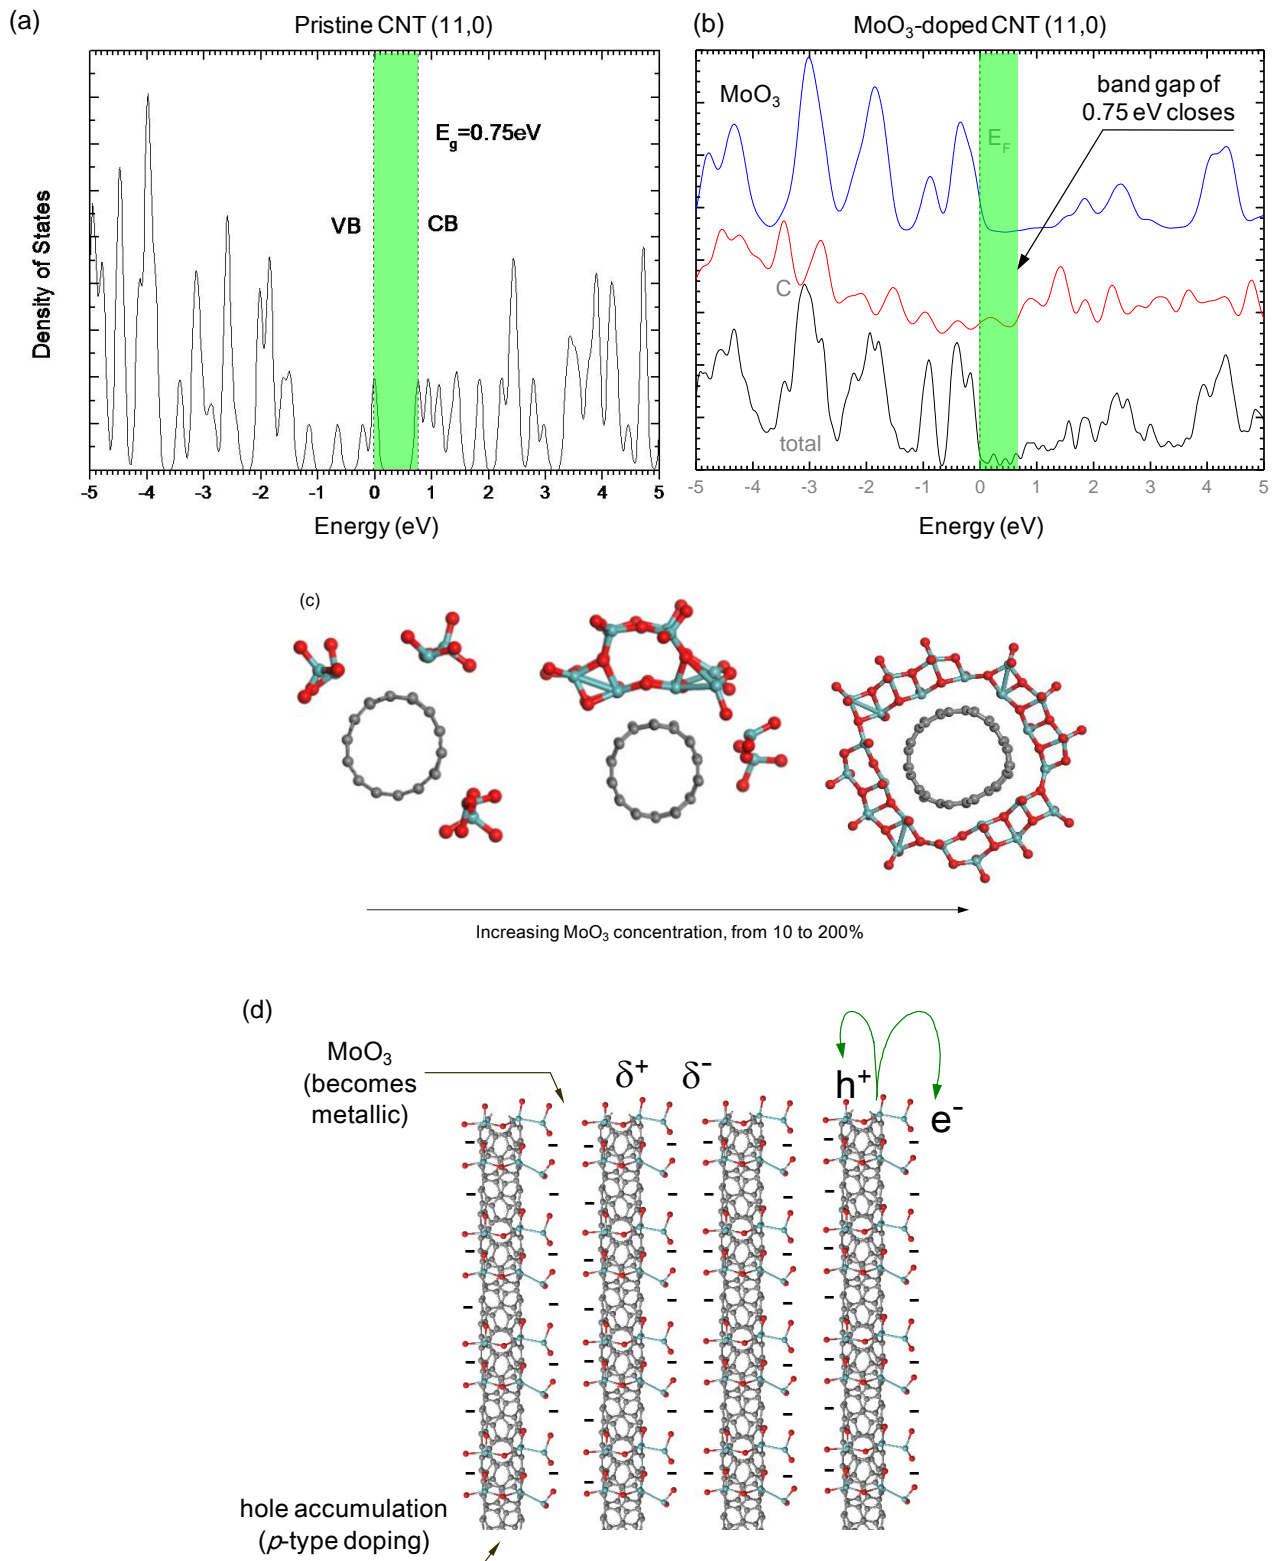 (a)
Pristine CNT (11,0)
E_g=0.75eV
VB
CB
Density of States
-5 -4 -3 -2 -1 0 1 2 3 4 5
Energy (eV)
(b)
MoO₃-doped CNT (11,0)
MoO₃
band gap of
0.75 eV closes
E_F
C
total
-5 -4 -3 -2 -1 0 1 2 3 4 5
Energy (eV)
(c)
Increasing MoO₃ concentration, from 10 to 200%
(d)
MoO₃
(becomes
metallic)
δ⁺ δ⁻
h⁺
e⁻
hole accumulation
(p-type doping)